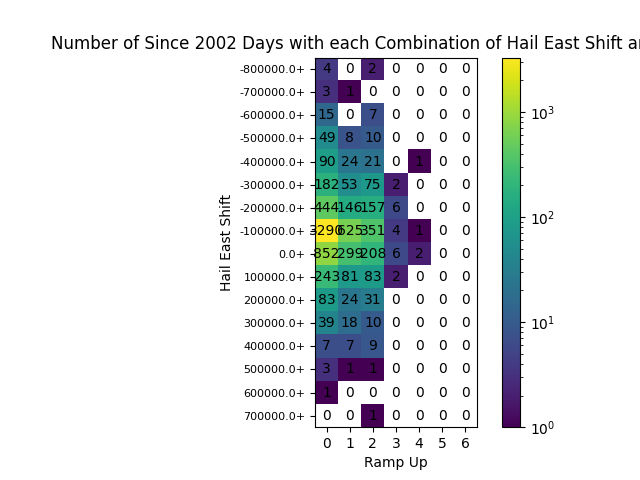 Number of Since 2002 Days with each Combination of Hail East Shift a
-800000.0+ 4 0 2 0 0 0 0
-700000.0+ 3 1 0 0 0 0 0
-600000.0+ 15 0 7 0 0 0 0
-500000.0+ 49 8 10 0 0 0 0
-400000.0+ 90 24 21 0 1 0 0
-300000.0+ 182 53 75 2 0 0 0
-200000.0+ 444 146 157 6 0 0 0
-100000.0+ 3290 625 351 4 1 0 0
0.0+ 852 299 208 6 2 0 0
100000.0+ 243 81 83 2 0 0 0
200000.0+ 83 24 31 0 0 0 0
300000.0+ 39 18 10 0 0 0 0
400000.0+ 7 7 9 0 0 0 0
500000.0+ 3 1 1 0 0 0 0
600000.0+ 1 0 0 0 0 0 0
700000.0+ 0 0 1 0 0 0 0
0 1 2 3 4 5 6
Ramp Up
Hail East Shift
10³
10²
10¹
10⁰